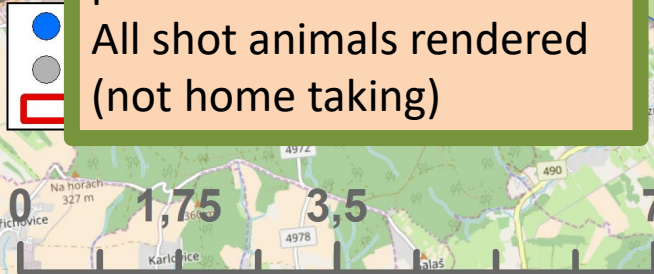 All shot animals rendered
(not home taking)
4972
490
Na horách
327 m
0 1,75 3,5 7
4978
Karlovice